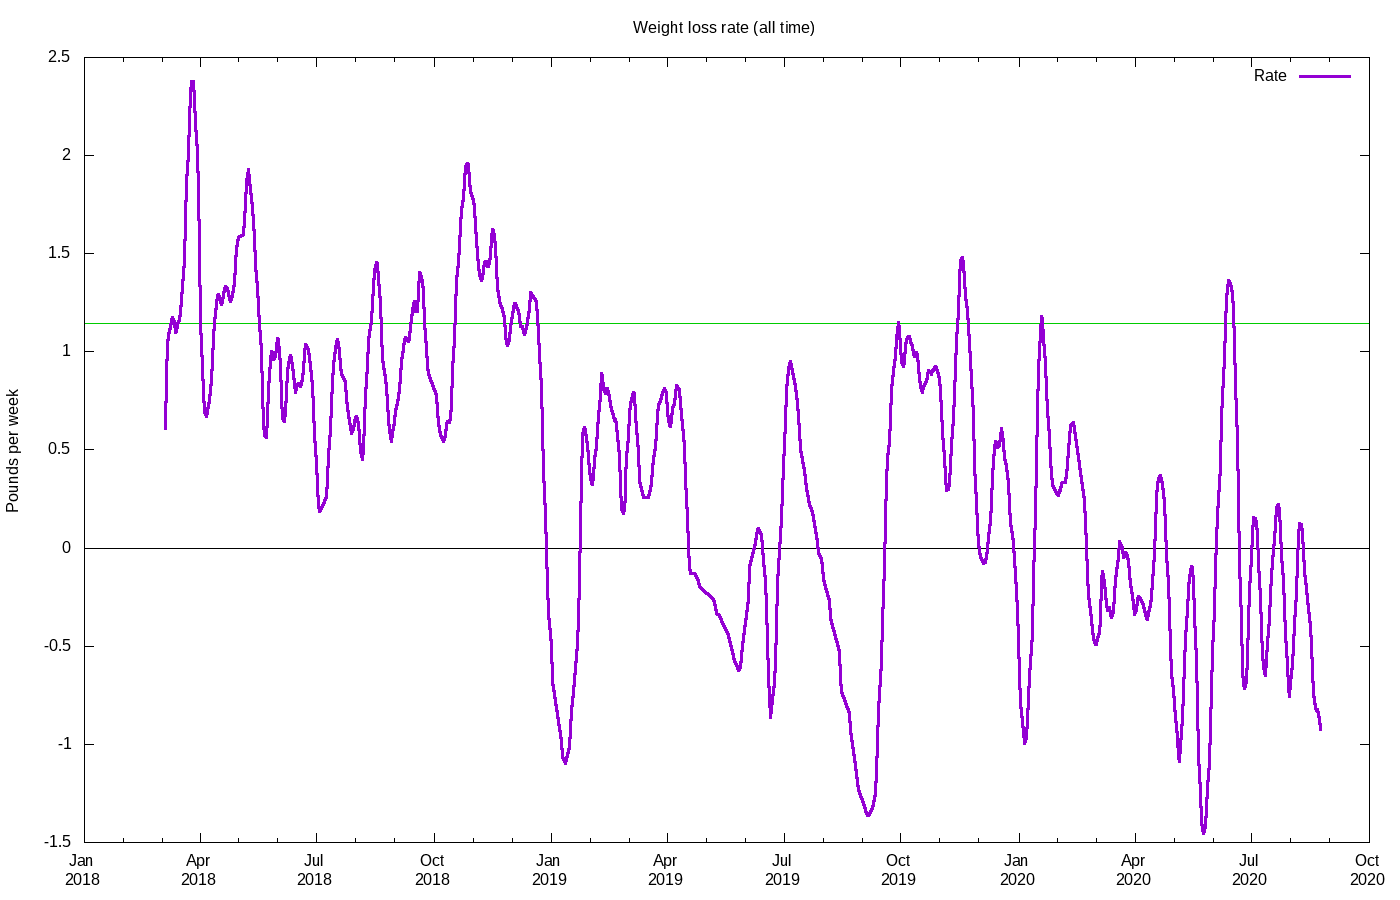 Weight loss rate (all time)
Rate
Pounds per week
2.5
2
1.5
1
0.5
0
-0.5
-1
-1.5
Jan Apr Jul Oct Jan Apr Jul Oct Jan Apr Jul Oct
2018 2018 2018 2018 2019 2019 2019 2019 2020 2020 2020 2020